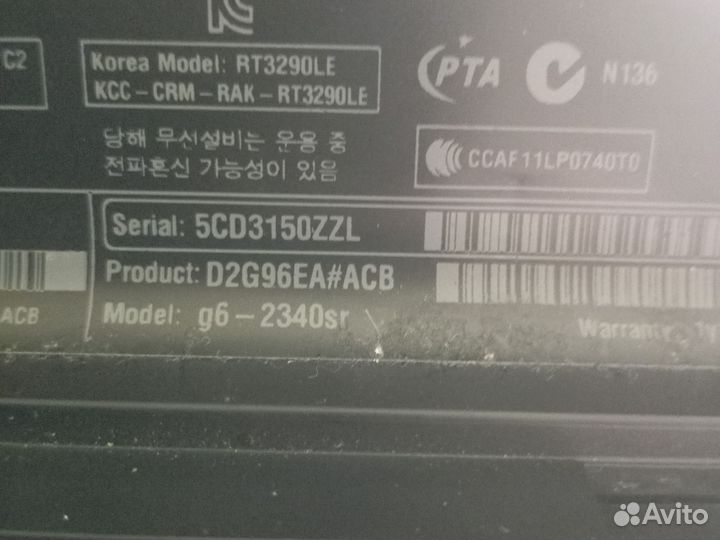 C2
Korea Model: RT3290LE
KCC-CRM-RAK-RT3290LE
PTA
N136
당해 무선설비는 운용 중
전파혼신 가능성이 있음
CCAF11LP0740T0
Serial: 5CD3150ZZL
Product: D2G96EA#ACB
ACB
Model: g6-2340sr
Warranty
Avito